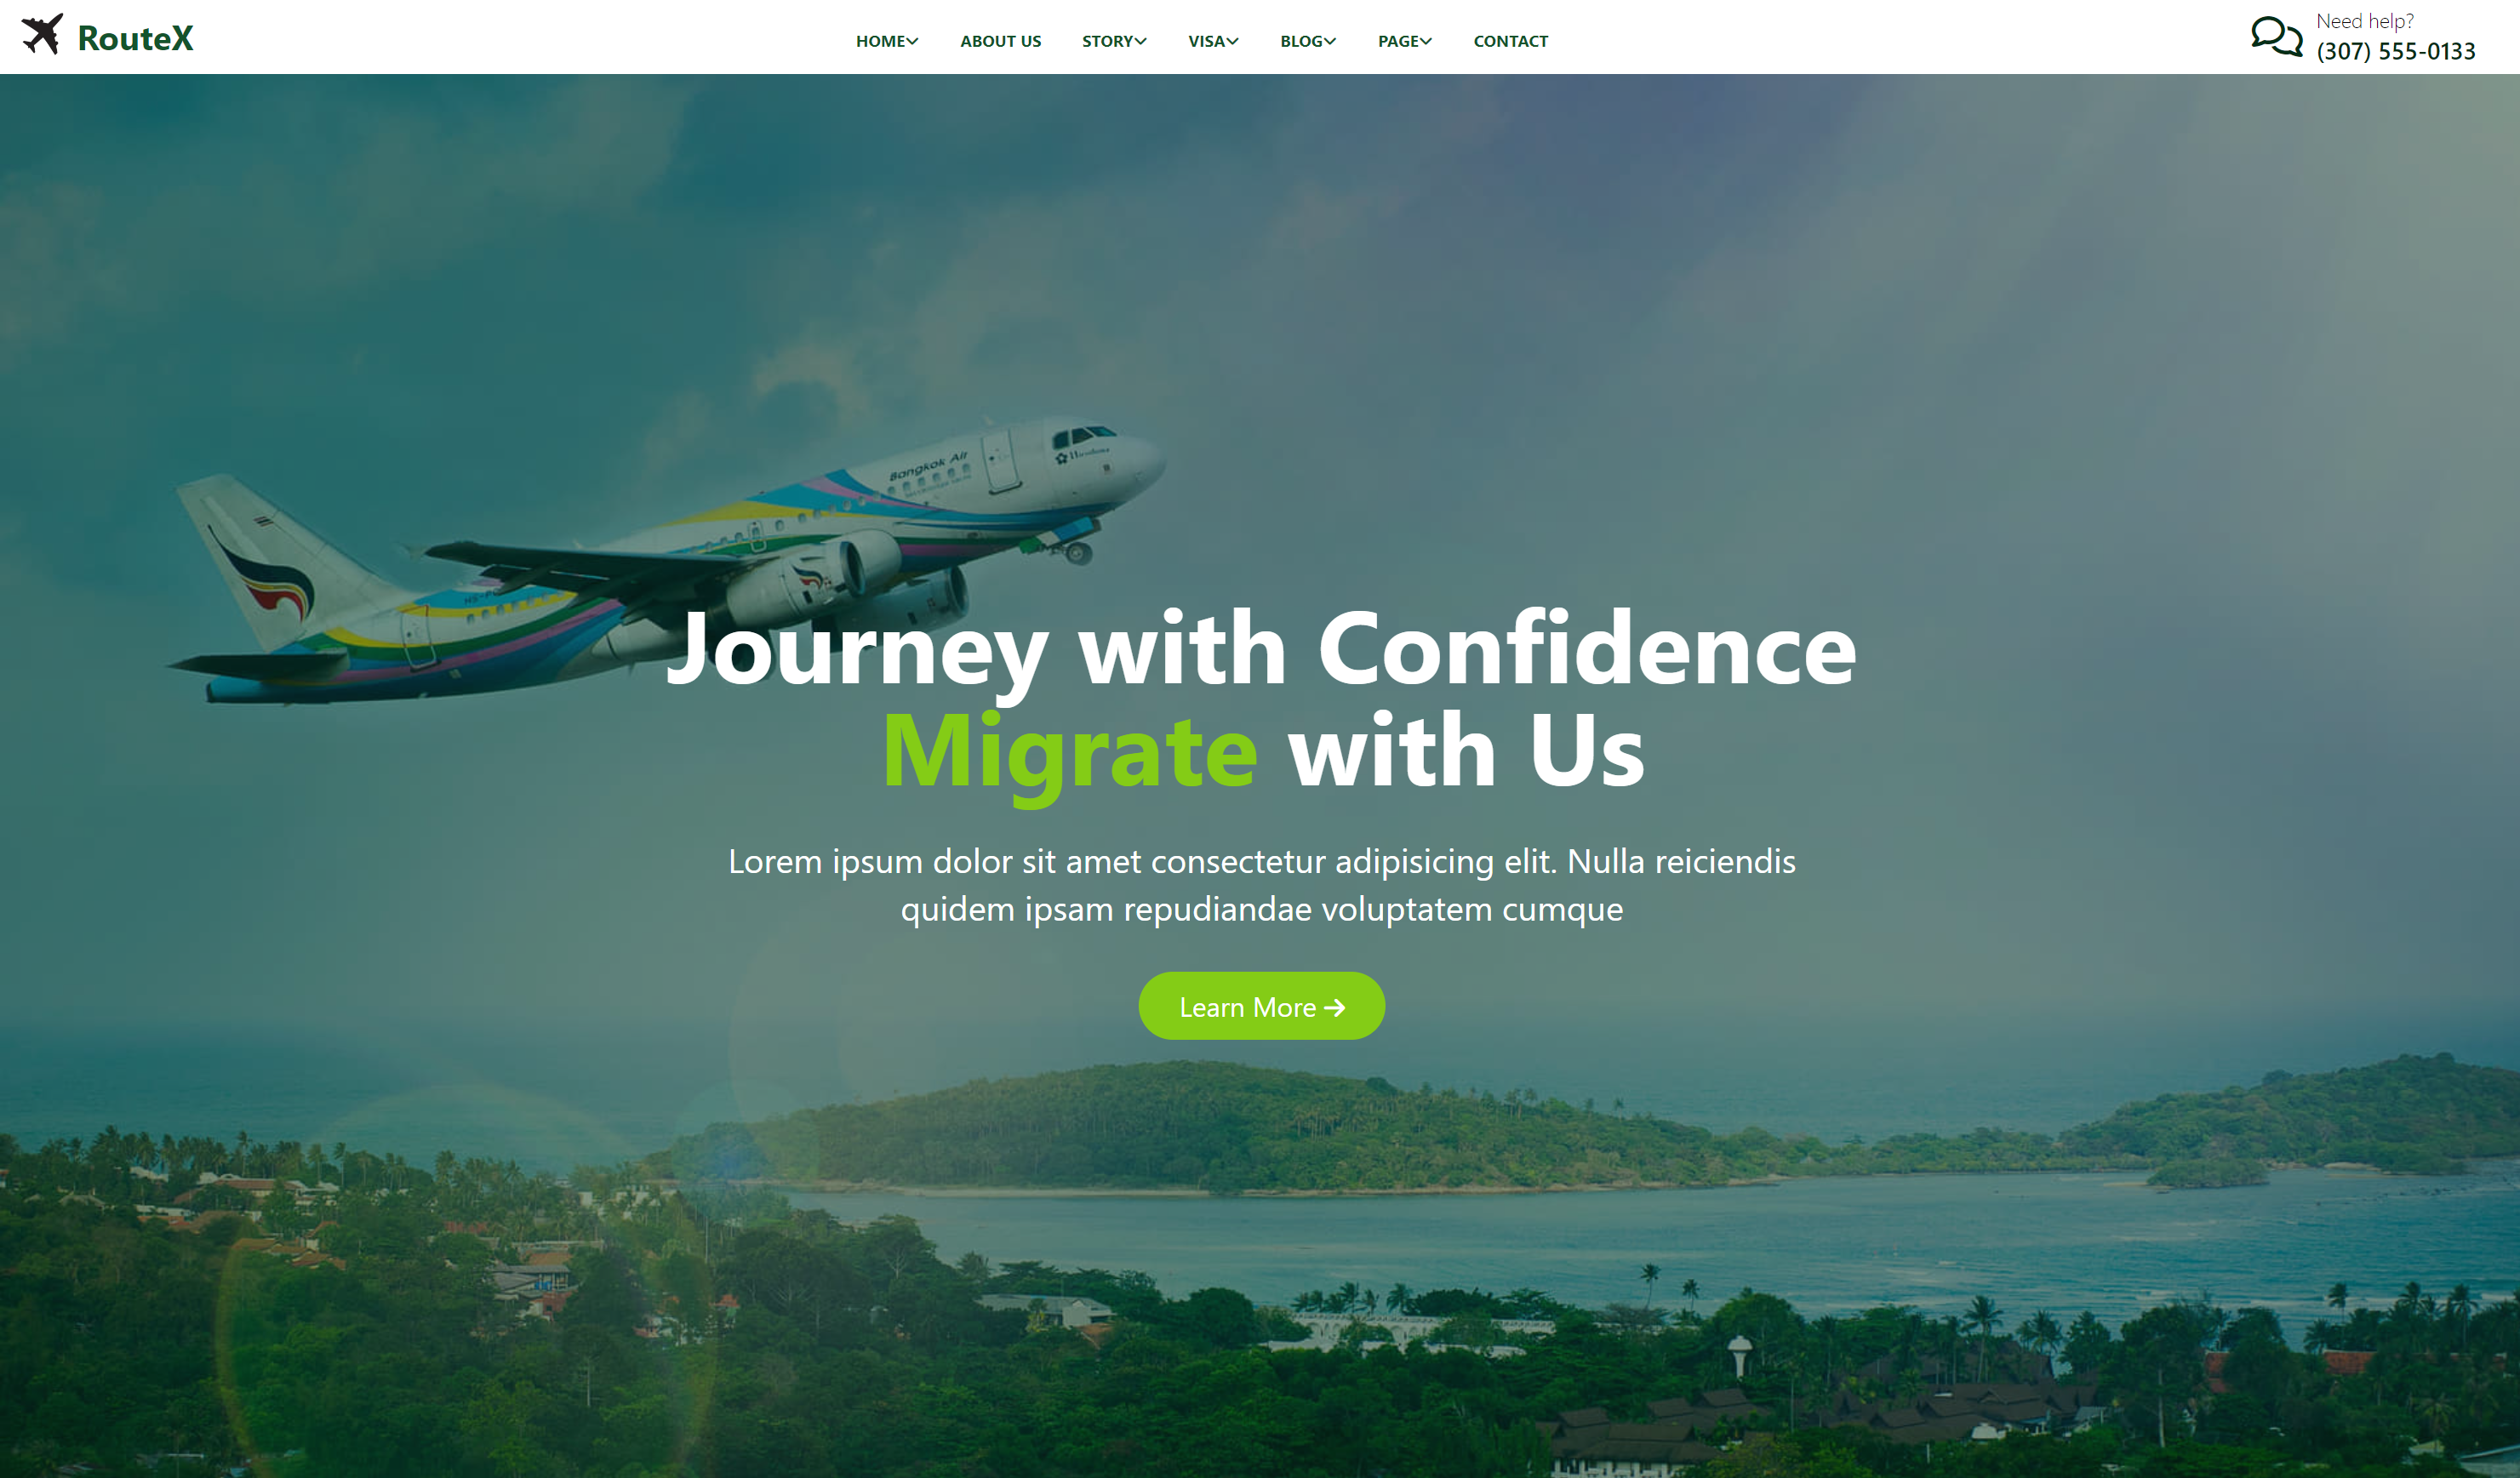 RouteX
HOME
ABOUT US
STORY
VISA
BLOG
PAGE
CONTACT
Need help?
(307) 555-0133
Bangkok Air
Journey with Confidence
Migrate with Us
Lorem ipsum dolor sit amet consectetur adipisicing elit. Nulla reiciendis
quidem ipsam repudiandae voluptatem cumque
Learn More